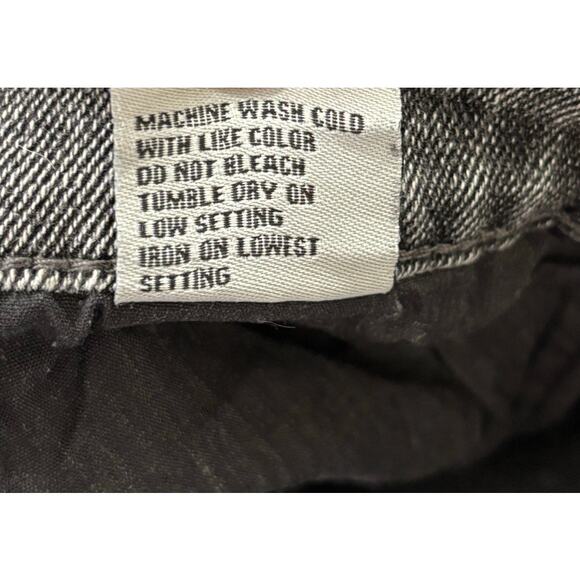 MACHINE WASH COLD
WITH LIKE COLOR
DO NOT BLEACH
TUMBLE DRY ON
LOW SETTING
IRON ON LOWEST
SETTING